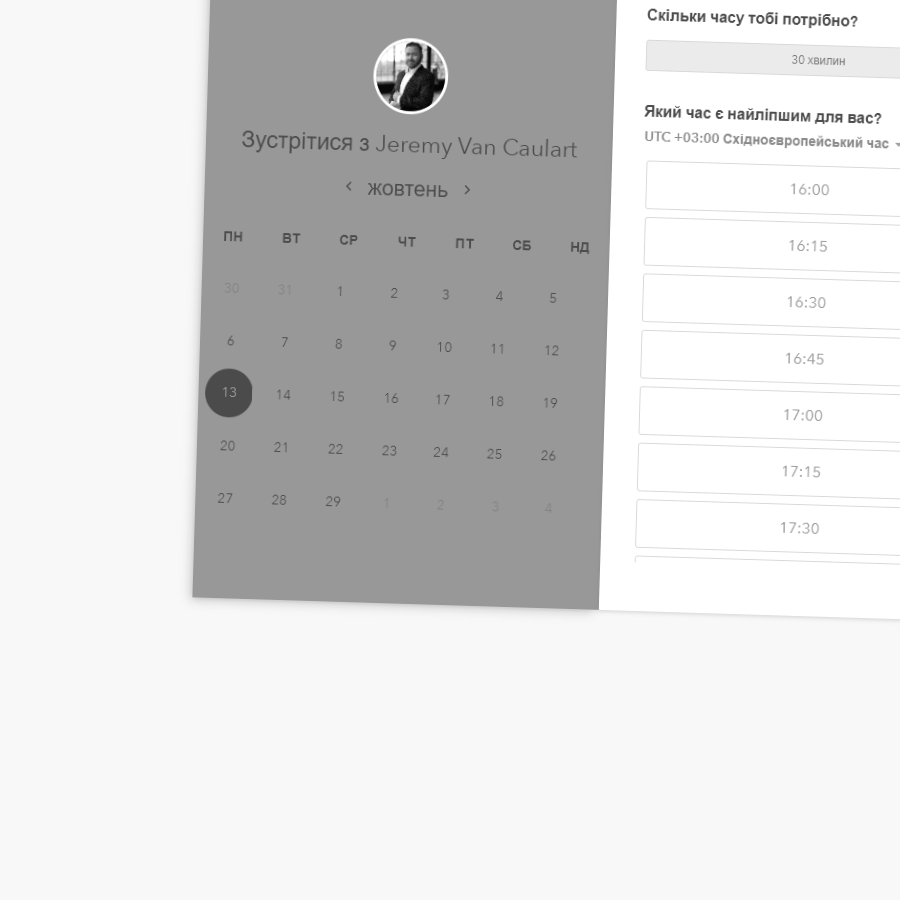 Зустрітися з Jeremy Van Caulart
жовтень
ПН ВТ СР ЧТ ПТ СБ НД
30 31 1 2 3 4 5
6 7 8 9 10 11 12
13 14 15 16 17 18 19
20 21 22 23 24 25 26
27 28 29 1 2 3 4
Скільки часу тобі потрібно?
30 хвилин
Який час є найліпшим для вас?
UTC +03:00 Східноєвропейський час
16:00
16:15
16:30
16:45
17:00
17:15
17:30